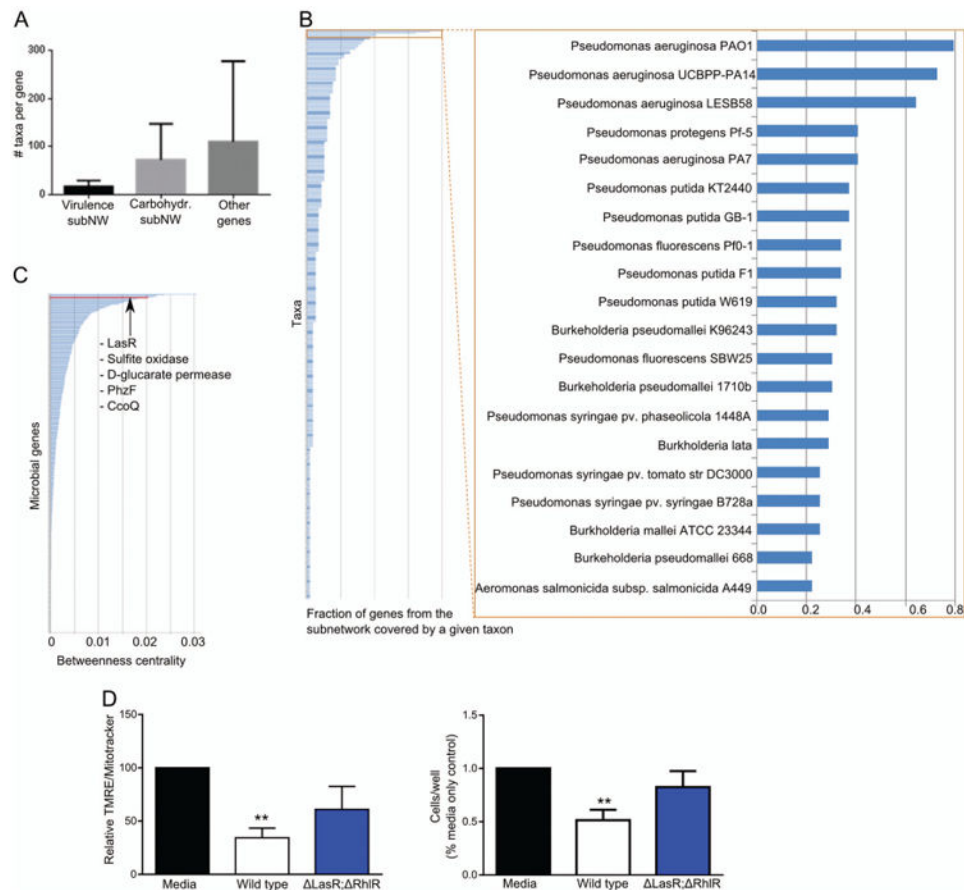 A
300
200
100
0
# taxa per gene
Virulence
subNW
Carbohydr.
subNW
Other
genes
B
Taxa
Fraction of genes from the
subnetwork covered by a given taxon
Pseudomonas aeruginosa PAO1
Pseudomonas aeruginosa UCBPP-PA14
Pseudomonas aeruginosa LESB58
Pseudomonas protegens Pf-5
Pseudomonas aeruginosa PA7
Pseudomonas putida KT2440
Pseudomonas putida GB-1
Pseudomonas fluorescens Pf0-1
Pseudomonas putida F1
Pseudomonas putida W619
Burkeholderia pseudomallei K96243
Pseudomonas fluorescens SBW25
Burkeholderia pseudomallei 1710b
Pseudomonas syringae pv. phaseolicola 1448A
Burkholderia lata
Pseudomonas syringae pv. tomato str DC3000
Pseudomonas syringae pv. syringae B728a
Burkholderia mallei ATCC 23344
Burkeholderia pseudomallei 668
Aeromonas salmonicida subsp. salmonicida A449
0.0 0.2 0.4 0.6 0.8
C
Microbial genes
- LasR
- Sulfite oxidase
- D-glucarate permease
- PhzF
- CcoQ
0 0.01 0.02 0.03
Betweenness centrality
D
Relative TMRE/Mitotracker
150
100
50
0
**
Media Wild type ΔLasR;ΔRhlR
Cells/well
(% media only control)
1.5
1.0
0.5
0.0
**
Media Wild type ΔLasR;ΔRhlR